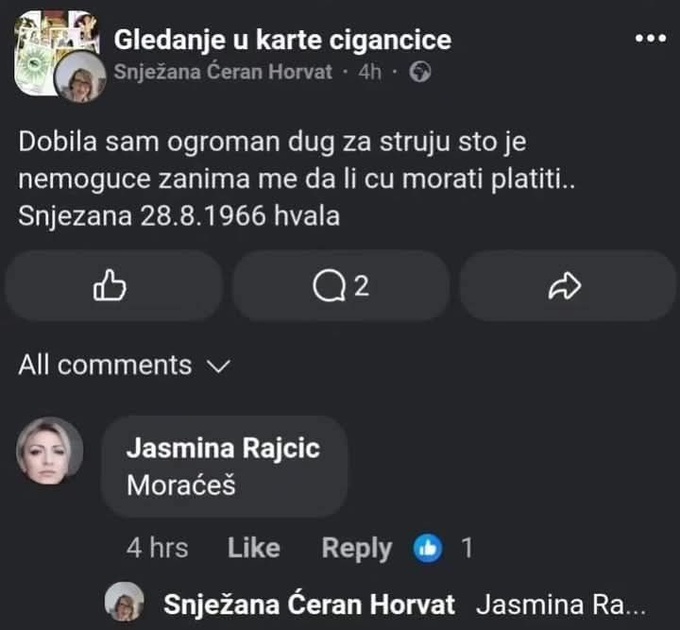 Gledanje u karte cigancice
Snježana Ćeran Horvat · 4h ·
Dobila sam ogroman dug za struju sto je
nemoguce zanima me da li cu morati platiti..
Snjezana 28.8.1966 hvala
2
All comments
Jasmina Rajcic
Moraćeš
4 hrs Like Reply 1
Snježana Ćeran Horvat Jasmina Ra...